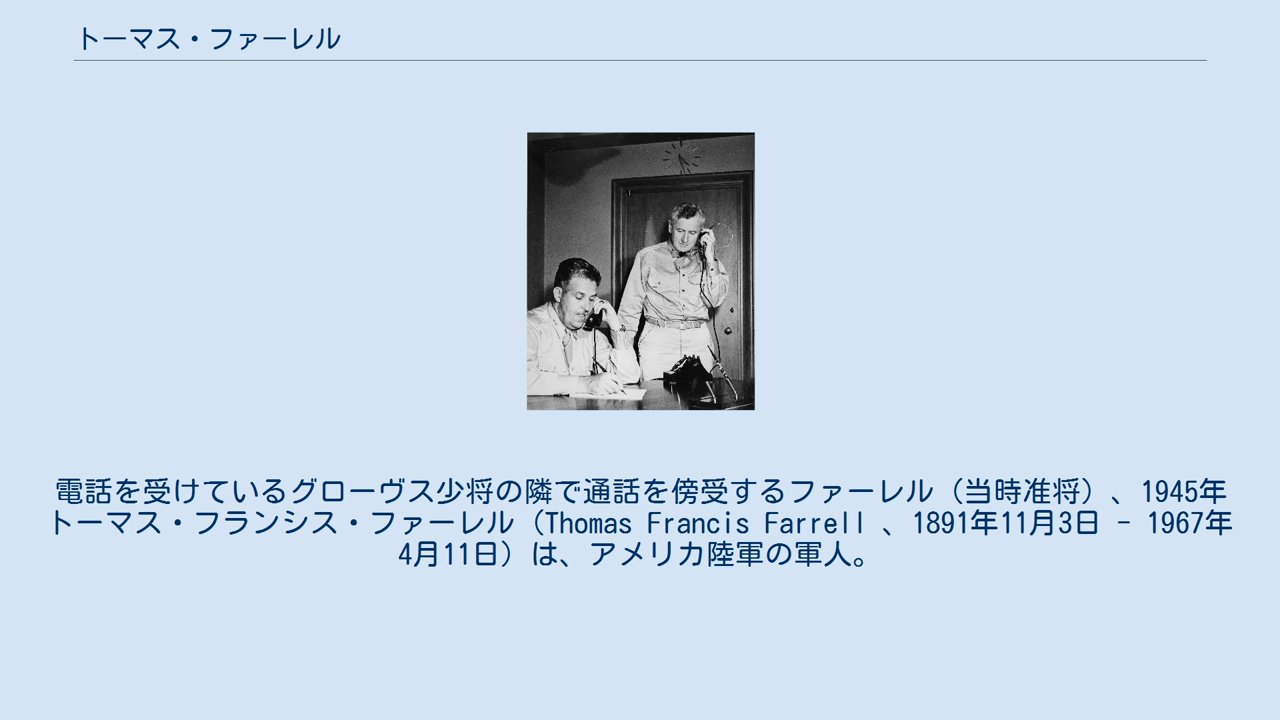 トーマス・ファーレル
電話を受けているグローヴス少将の隣で通話を傍受するファーレル（当時准将）、1945年
トーマス・フランシス・ファーレル（Thomas Francis Farrell 、1891年11月3日 - 1967年
4月11日）は、アメリカ陸軍の軍人。